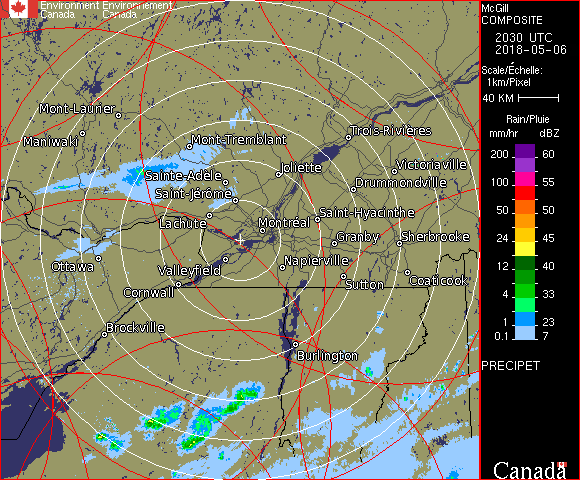 Environment Environnement
Canada Canada
McGill
COMPOSITE
2030 UTC
2018-05-06
Scale/Échelle:
1km/Pixel
40 KM
Rain/Pluie
mm/hr dBZ
200 60
100 55
50 50
24 45
12 40
4 33
1 23
0.1 7
PRECIPET
Canada
Mont-Laurier
Maniwaki
Mont-Tremblant
Trois-Rivières
Sainte-Adèle
Joliette
Victoriaville
Saint-Jérôme
Drummondville
Lachute
Montréal
Saint-Hyacinthe
Granby
Sherbrooke
Ottawa
Valleyfield
Napierville
Cornwall
Sutton
Coaticook
Brockville
Burlington